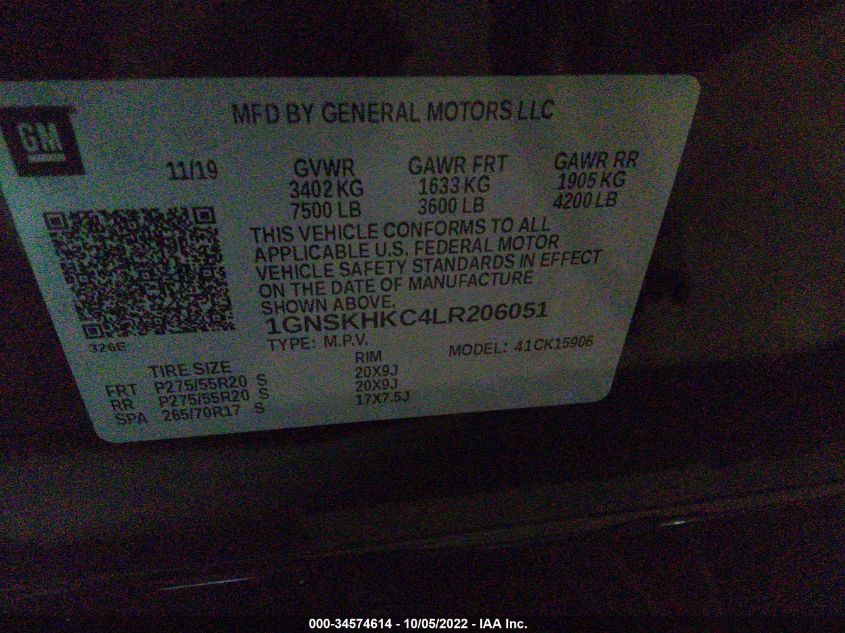 MFD BY GENERAL MOTORS LLC
GM
11/19
GVWR GAWR FRT GAWR RR
3402 KG 1633 KG 1905 KG
7500 LB 3600 LB 4200 LB
THIS VEHICLE CONFORMS TO ALL
APPLICABLE U.S. FEDERAL MOTOR
VEHICLE SAFETY STANDARDS IN EFFECT
ON THE DATE OF MANUFACTURE
SHOWN ABOVE.
1GNSKHKC4LR206051
326E
TYPE: M.P.V. MODEL: 41CK15906
TIRE SIZE RIM
FRT P275/55R20 S 20X9J
RR P275/55R20 S 20X9J
SPA 265/70R17 S 17X7.5J
000-34574614 - 10/05/2022 - IAA Inc.